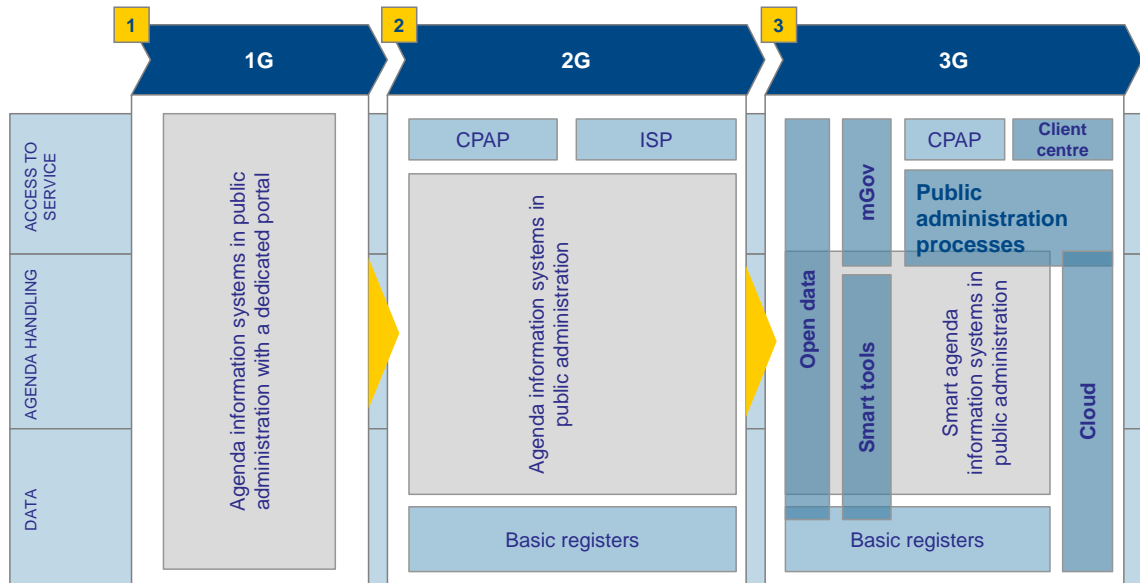 1
1G
2
2G
3
3G
ACCESS TO
SERVICE
AGENDA HANDLING
DATA
Agenda information systems in public
administration with a dedicated portal
CPAP
ISP
Agenda information systems in
public administration
Basic registers
Open data
mGov
Smart tools
CPAP
Client
centre
Public
administration
processes
Smart agenda
information systems in
public administration
Cloud
Basic registers